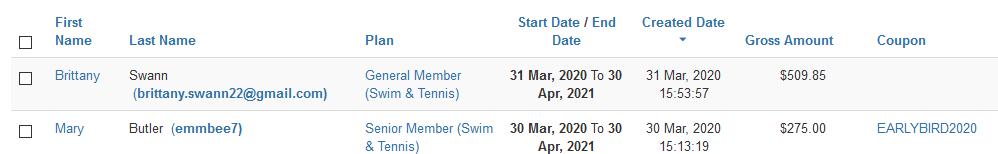 First Name Last Name Plan Start Date / End Date Created Date Gross Amount Coupon
Brittany Swann General Member 31 Mar, 2020 To 30 31 Mar, 2020 $509.85
(brittany.swann22@gmail.com) (Swim & Tennis) Apr, 2021 15:53:57
Mary Butler (emmbee7) Senior Member (Swim 30 Mar, 2020 To 30 30 Mar, 2020 $275.00 EARLYBIRD2020
& Tennis) Apr, 2021 15:13:19